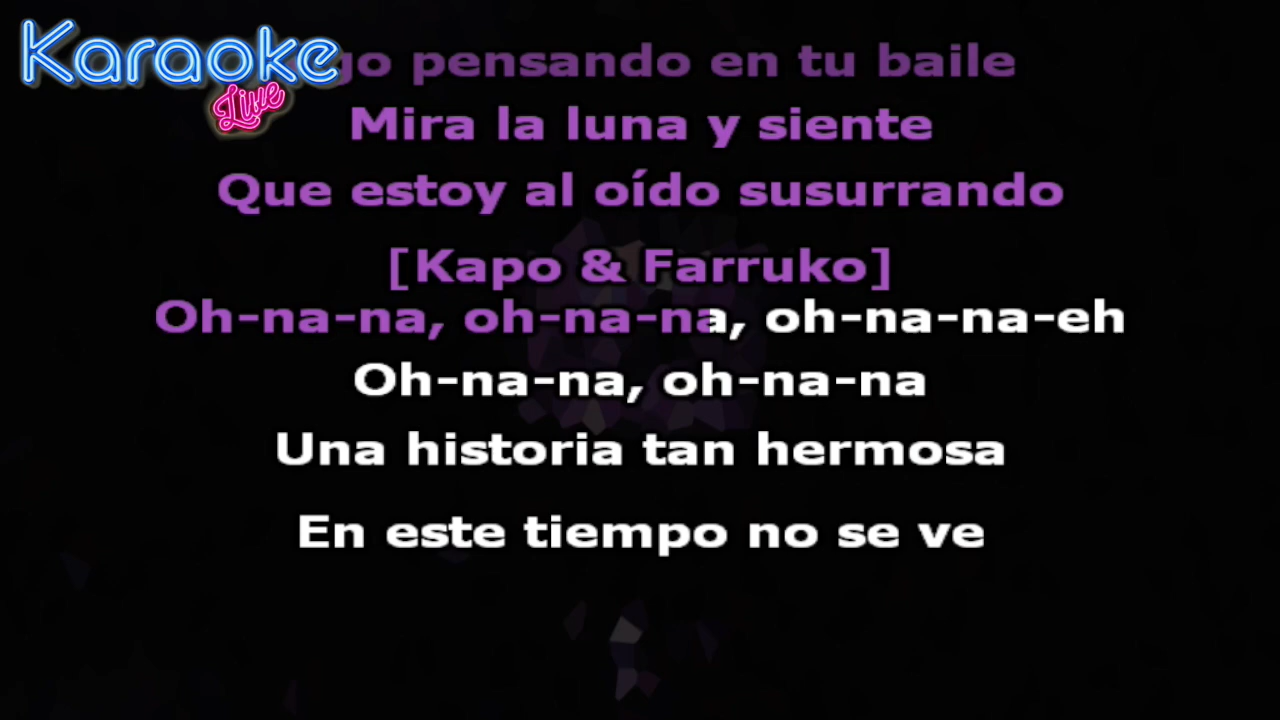 Karaoke
Live
pensando en tu baile
Mira la luna y siente
Que estoy al oído susurrando
[Kapo & Farruko]
Oh-na-na, oh-na-na, oh-na-na-eh
Oh-na-na, oh-na-na
Una historia tan hermosa
En este tiempo no se ve